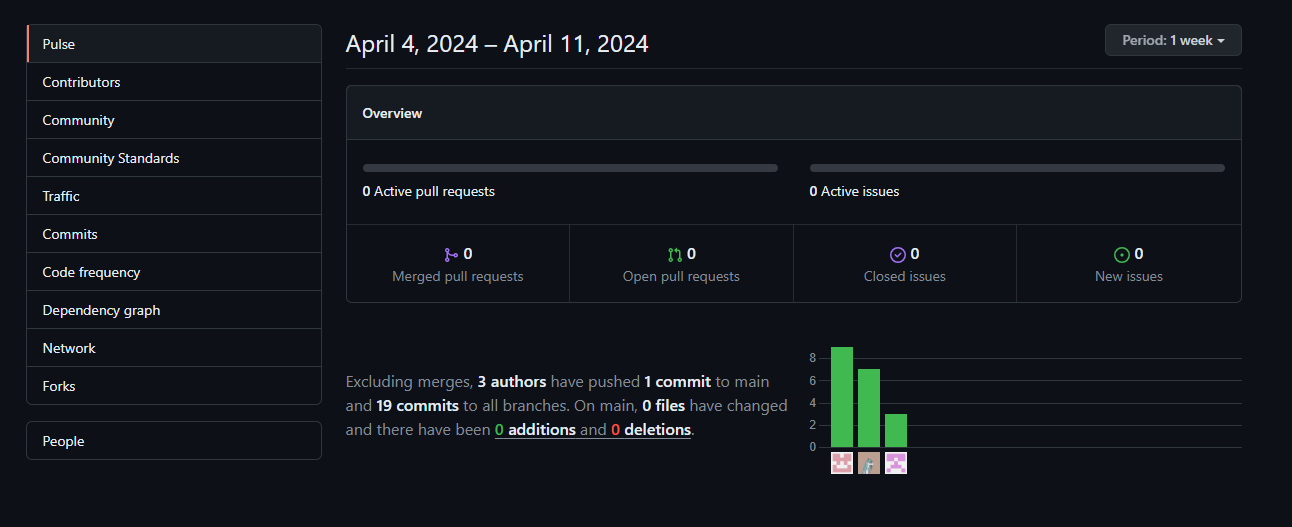 Pulse
Contributors
Community
Community Standards
Traffic
Commits
Code frequency
Dependency graph
Network
Forks
People
April 4, 2024 – April 11, 2024
Period: 1 week
Overview
0 Active pull requests
0 Active issues
0
Merged pull requests
0
Open pull requests
0
Closed issues
0
New issues
Excluding merges, 3 authors have pushed 1 commit to main
and 19 commits to all branches. On main, 0 files have changed
and there have been 0 additions and 0 deletions.
8
6
4
2
0